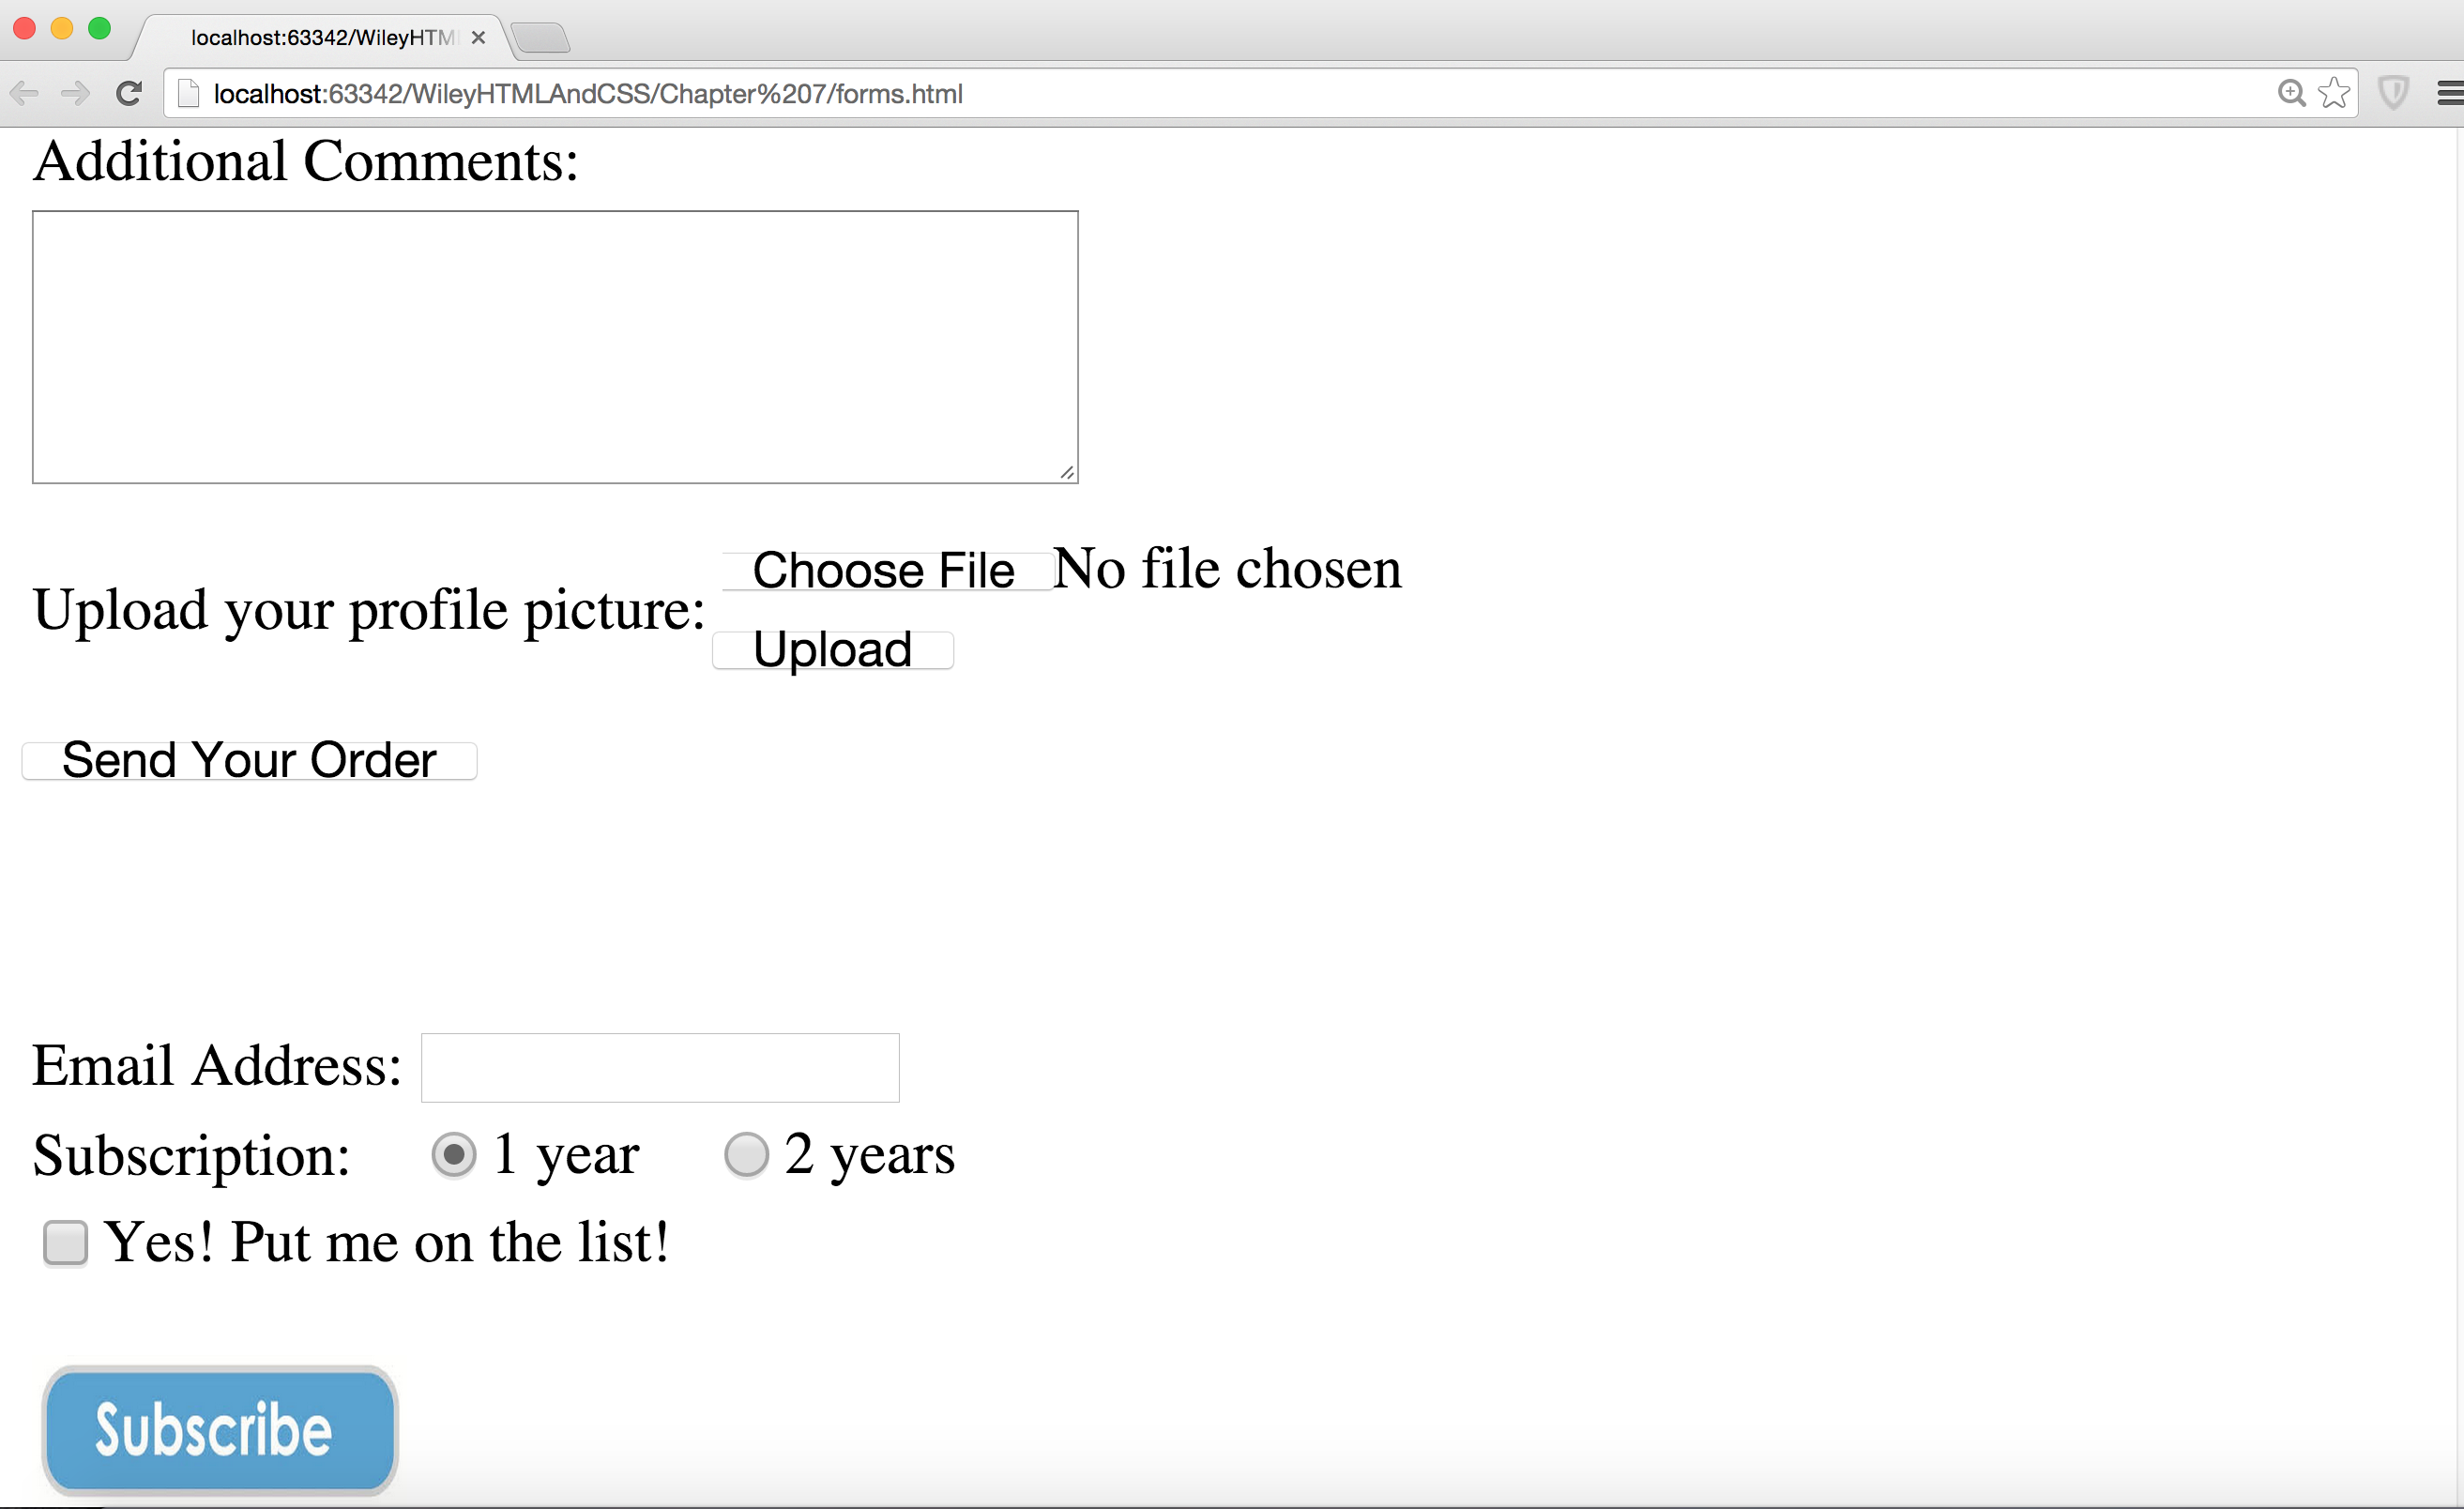 localhost:63342/WileyHTM
localhost:63342/WileyHTMLAndCSS/Chapter%207/forms.html
Additional Comments:
Choose File No file chosen
Upload your profile picture:
Upload
Send Your Order
Email Address:
Subscription: 1 year 2 years
Yes! Put me on the list!
Subscribe